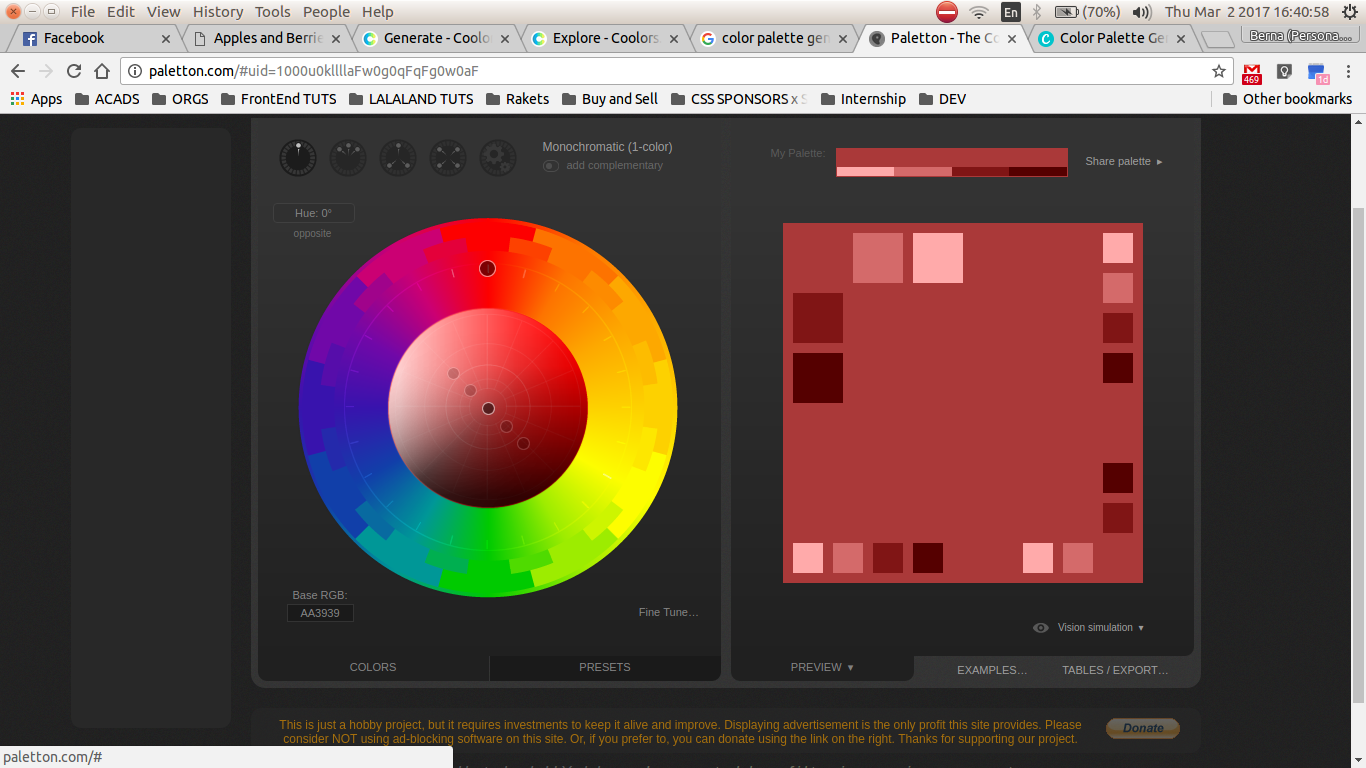 File Edit View History Tools People Help
En (70%) Thu Mar 2 2017 16:40:58
Facebook
Apples and Berrie
Generate - Coolo
Explore - Coolors
color palette gen
Paletton - The Co
Color Palette Ge
Berna (Persona...
paletton.com/#uid=1000u0kllllaFw0g0qFqFg0w0aF
469
1d
Apps ACADS ORGS FrontEnd TUTS LALALAND TUTS Rakets Buy and Sell CSS SPONSORS x S Internship DEV Other bookmarks
Monochromatic (1-color)
add complementary
My Palette:
Share palette ▸
Hue: 0°
opposite
Base RGB:
AA3939
Fine Tune...
Vision simulation ▾
COLORS
PRESETS
PREVIEW ▾
EXAMPLES...
TABLES / EXPORT...
This is just a hobby project, but it requires investments to keep it alive and improve. Displaying advertisement is the only profit this site provides. Please
consider NOT using ad-blocking software on this site. Or, if you prefer to, you can donate using the link on the right. Thanks for supporting our project.
Donate
paletton.com/#